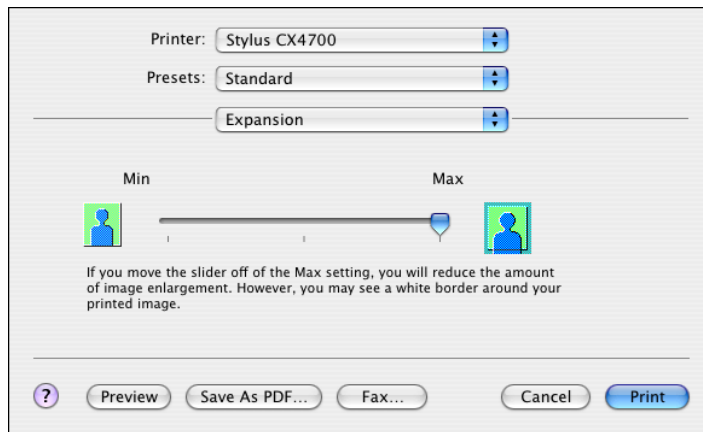 Printer: Stylus CX4700
Presets: Standard
Expansion
Min Max
If you move the slider off of the Max setting, you will reduce the amount
of image enlargement. However, you may see a white border around your
printed image.
? Preview Save As PDF... Fax... Cancel Print